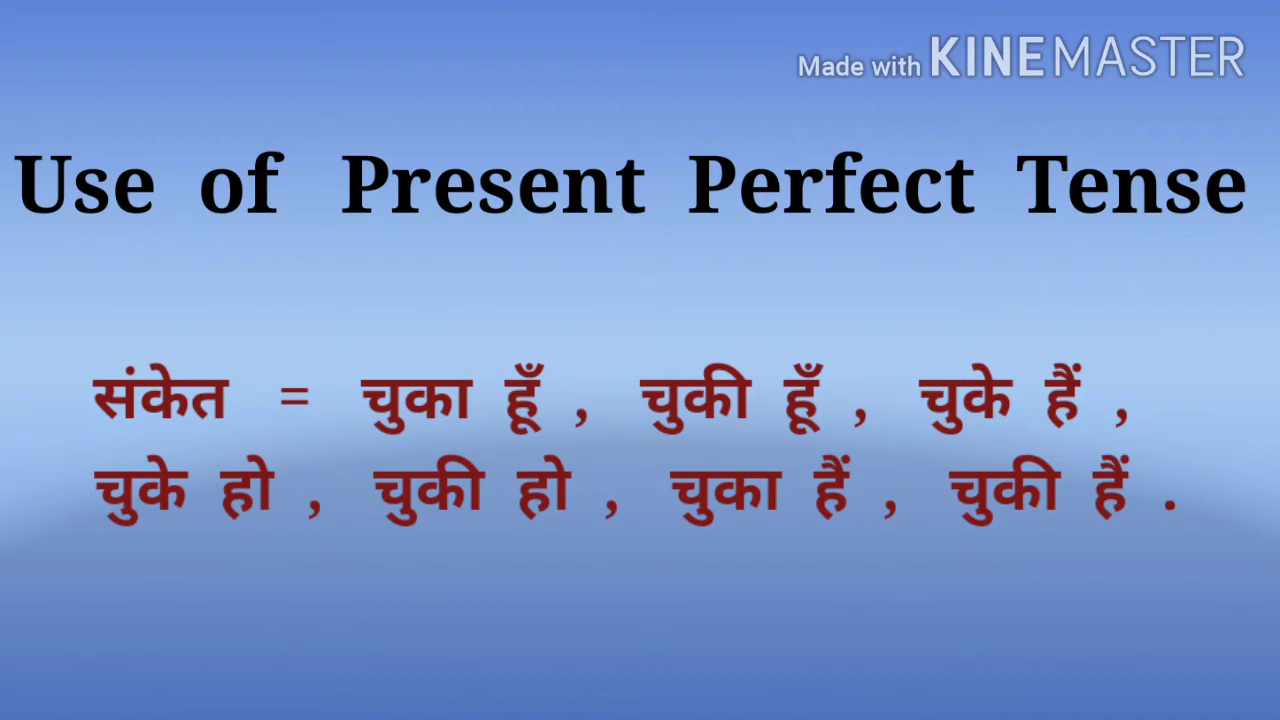 Made with KINEMASTER
Use of Present Perfect Tense
संकेत = चुका हूँ , चुकी हूँ , चुके हैं ,
चुके हो , चुकी हो , चुका हैं , चुकी हैं .